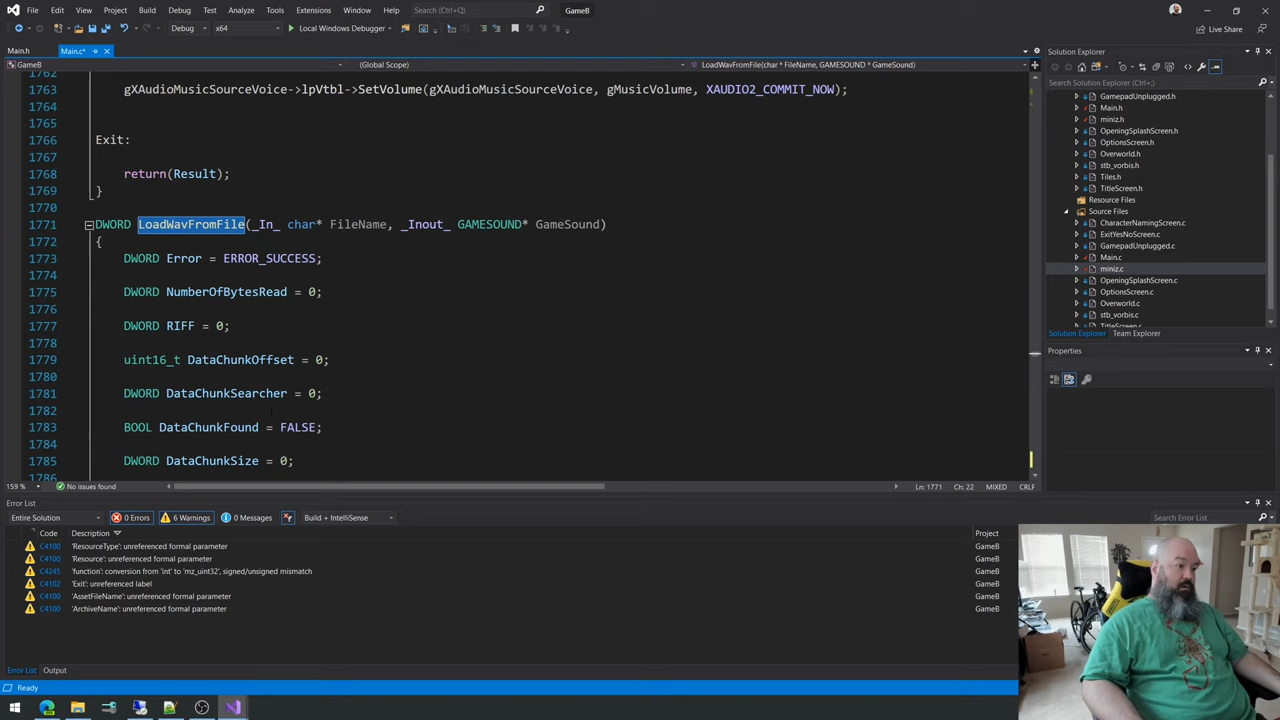 File Edit View Git Project Build Debug Test Analyze Tools Extensions Window Help Search (Ctrl+Q) GameB
Debug x64 Local Windows Debugger Live Share
Main.h Main.c*
GameB (Global Scope) LoadWavFromFile(char * FileName, GAMESOUND * GameSound)
1762
1763 gXAudioMusicSourceVoice->lpVtbl->SetVolume(gXAudioMusicSourceVoice, gMusicVolume, XAUDIO2_COMMIT_NOW);
1764
1765
1766 Exit:
1767
1768 return(Result);
1769 }
1770
1771 DWORD LoadWavFromFile(_In_ char* FileName, _Inout_ GAMESOUND* GameSound)
1772 {
1773 DWORD Error = ERROR_SUCCESS;
1774
1775 DWORD NumberOfBytesRead = 0;
1776
1777 DWORD RIFF = 0;
1778
1779 uint16_t DataChunkOffset = 0;
1780
1781 DWORD DataChunkSearcher = 0;
1782
1783 BOOL DataChunkFound = FALSE;
1784
1785 DWORD DataChunkSize = 0;
1786
159 % No issues found Ln: 1771 Ch: 22 MIXED CRLF
Error List
Entire Solution 0 Errors 6 Warnings 0 Messages Build + IntelliSense Search Error List
Code Description Project
C4100 'ResourceType': unreferenced formal parameter GameB
C4100 'Resource': unreferenced formal parameter GameB
C4245 'function': conversion from 'int' to 'mz_uint32', signed/unsigned mismatch GameB
C4102 'Exit': unreferenced label GameB
C4100 'AssetFileName': unreferenced formal parameter GameB
C4100 'ArchiveName': unreferenced formal parameter GameB
Error List Output
Ready
Solution Explorer
Search Solution Explorer (Ctrl+;)
GamepadUnplugged.h
Main.h
miniz.h
OpeningSplashScreen.h
OptionsScreen.h
Overworld.h
stb_vorbis.h
Tiles.h
TitleScreen.h
Resource Files
Source Files
CharacterNamingScreen.c
ExitYesNoScreen.c
GamepadUnplugged.c
Main.c
miniz.c
OpeningSplashScreen.c
OptionsScreen.c
Overworld.c
stb_vorbis.c
TitleScreen.c
Solution Explorer Team Explorer
Properties